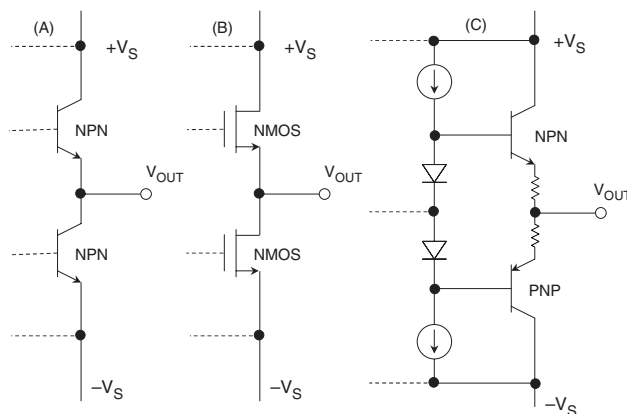 (A)
+VS
NPN
VOUT
NPN
–VS
(B)
+VS
NMOS
VOUT
NMOS
–VS
(C)
+VS
NPN
VOUT
PNP
–VS